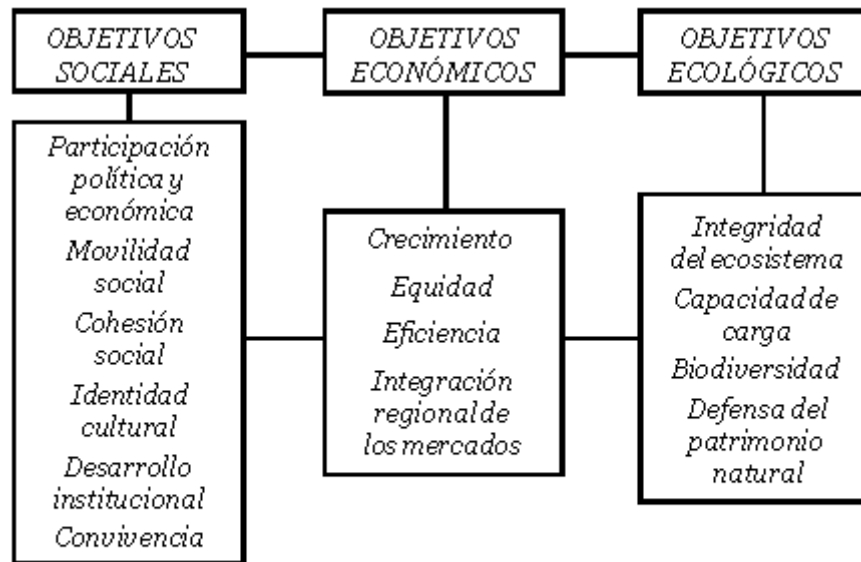 OBJETIVOS
SOCIALES
OBJETIVOS
ECONÓMICOS
OBJETIVOS
ECOLÓGICOS
Participación
política y
económica
Movilidad
social
Cohesión
social
Identidad
cultural
Desarrollo
institucional
Convivencia
Crecimiento
Equidad
Eficiencia
Integración
regional de
los mercados
Integridad
del ecosistema
Capacidad de
carga
Biodiversidad
Defensa del
patrimonio
natural